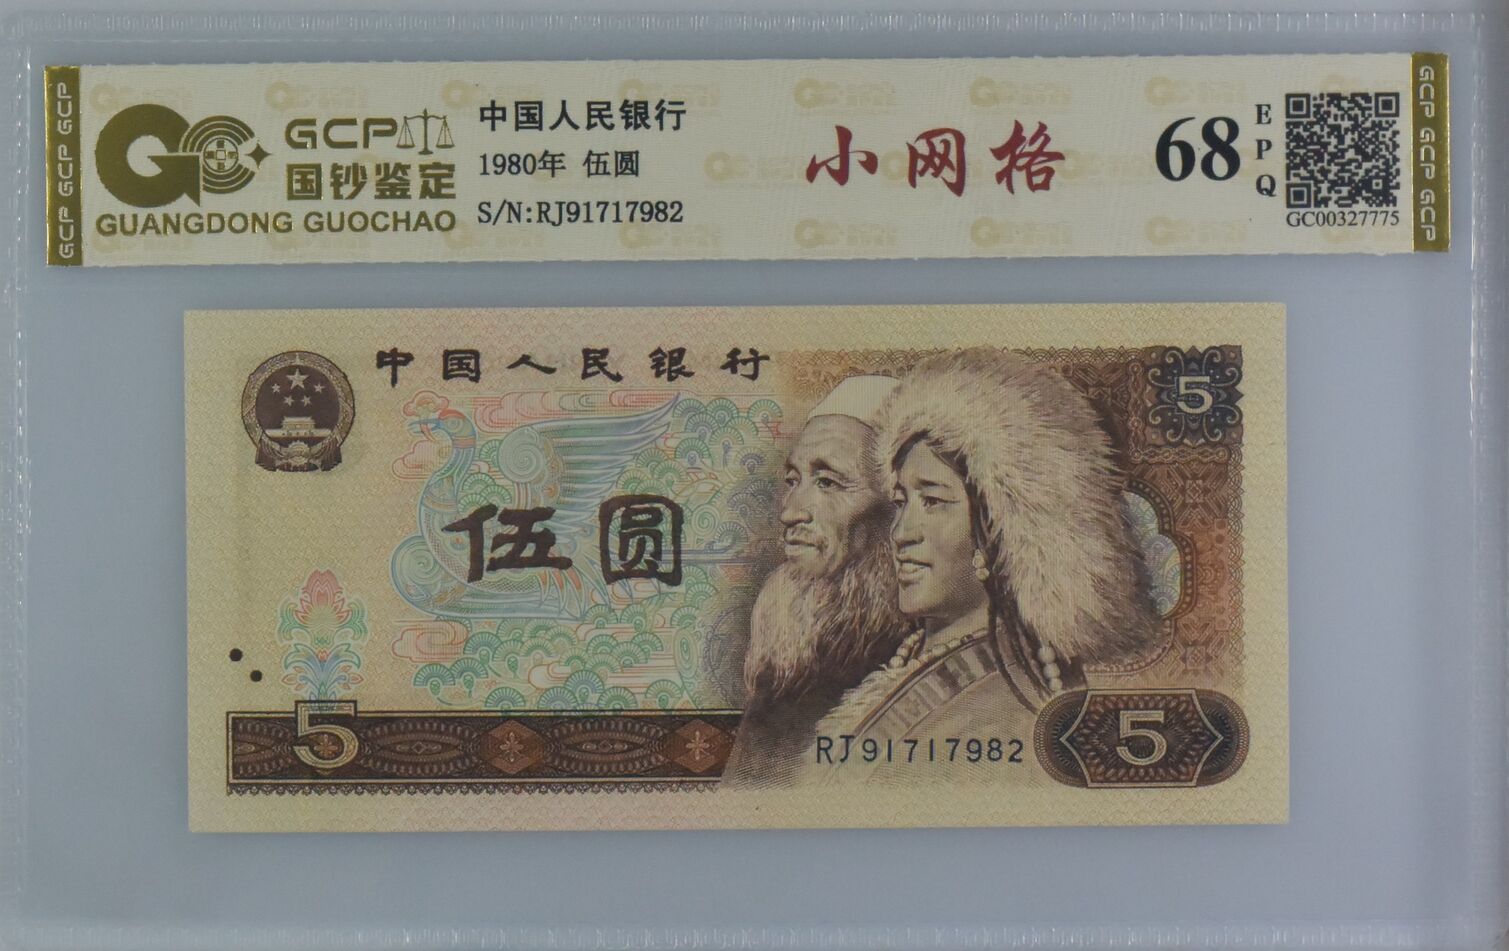 GCP GCP GCP
GCP
国钞鉴定
GUANGDONG GUOCHAO
中国人民银行
1980年 伍圆
S/N:RJ91717982
小网格
68
EPQ
GC00327775
GCP GCP GCP
中国人民银行
5
伍圆
5
RJ91717982
5